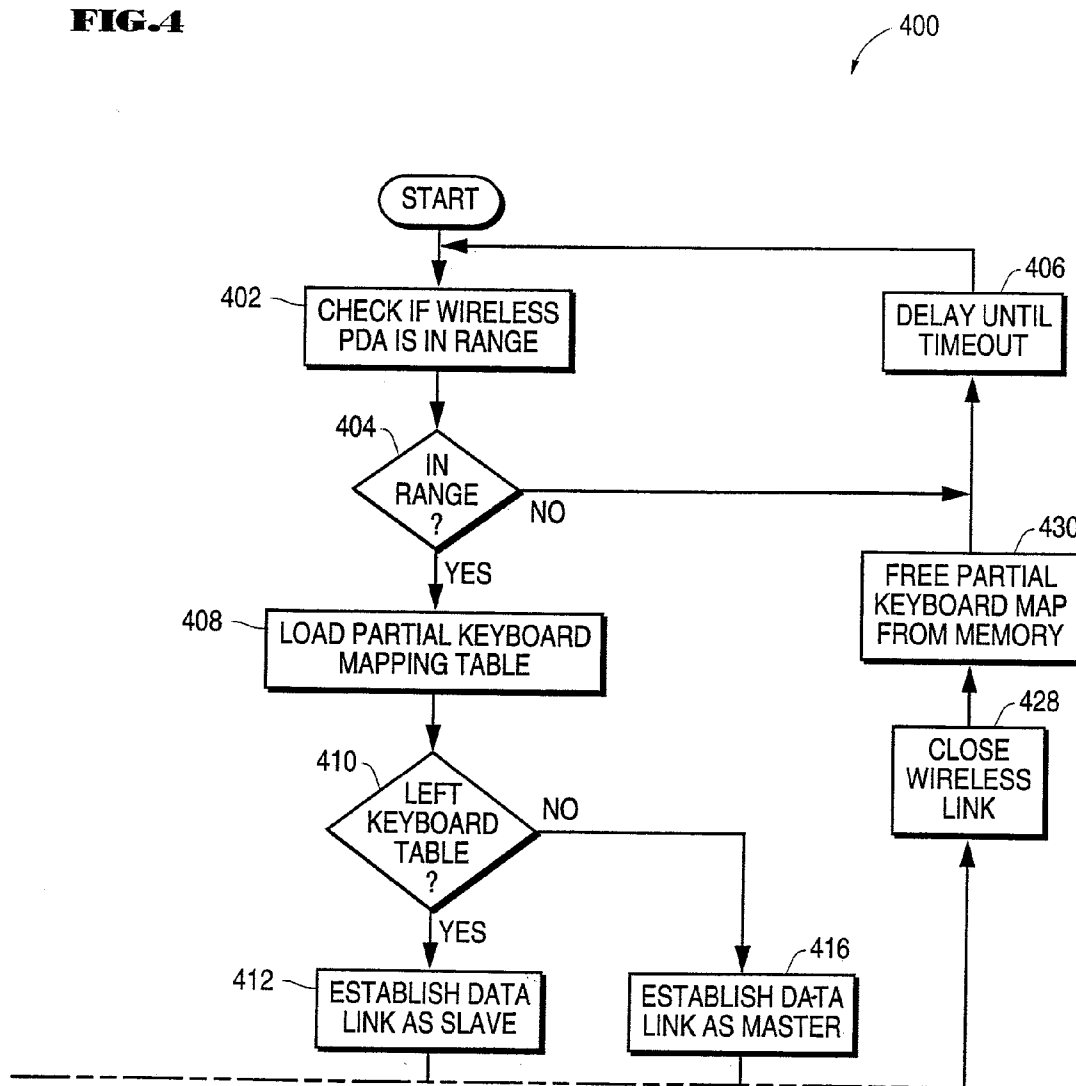 FIG.4
400
START
402
CHECK IF WIRELESS
PDA IS IN RANGE
406
DELAY UNTIL
TIMEOUT
404
IN
RANGE
?
NO
YES
430
FREE PARTIAL
KEYBOARD MAP
FROM MEMORY
408
LOAD PARTIAL KEYBOARD
MAPPING TABLE
428
CLOSE
WIRELESS
LINK
410
LEFT
KEYBOARD
TABLE
?
NO
YES
412
ESTABLISH DATA
LINK AS SLAVE
416
ESTABLISH DATA
LINK AS MASTER